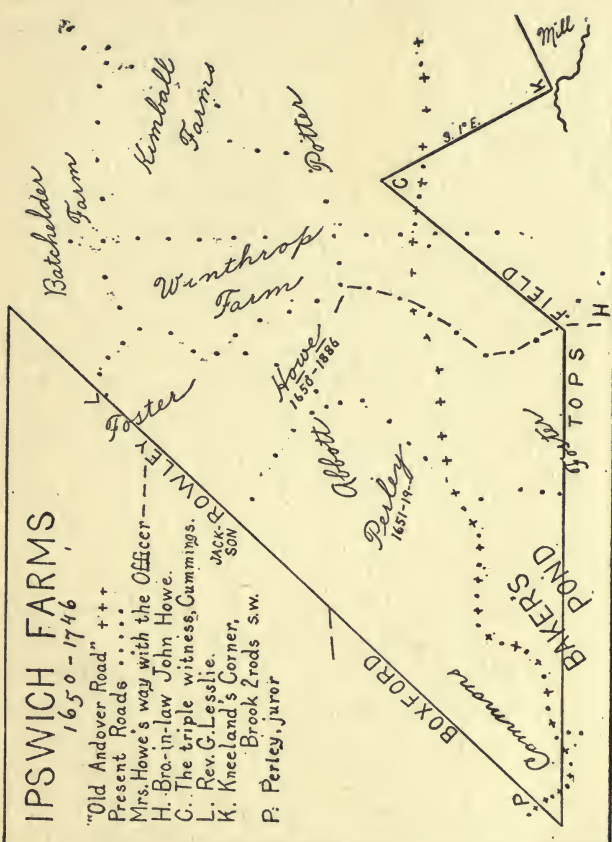 IPSWICH FARMS
1650-1746
"Old Andover Road" + + +
Present Roads . . . . .
Mrs. Howe's way with the Officer - - -
H. Bro-in-law John Howe.
C. The triple witness, Cummings.
L. Rev. G. Lesslie.
K. Kneeland's Corner,
Brook 2 rods s.w.
P. Perley, juror
Batchelder
Farm
Kimball
Farms
Potter
Winthrop
Farm
L
Foster
ROWLEY
JACK-
SON
BOXFORD
Howe
1650-1886
Abbott
Perley
1651-19--
C
S. 1° E.
K
Mill
FIELD
TOPS
H
Foster
BAKER'S
POND
Commons
P